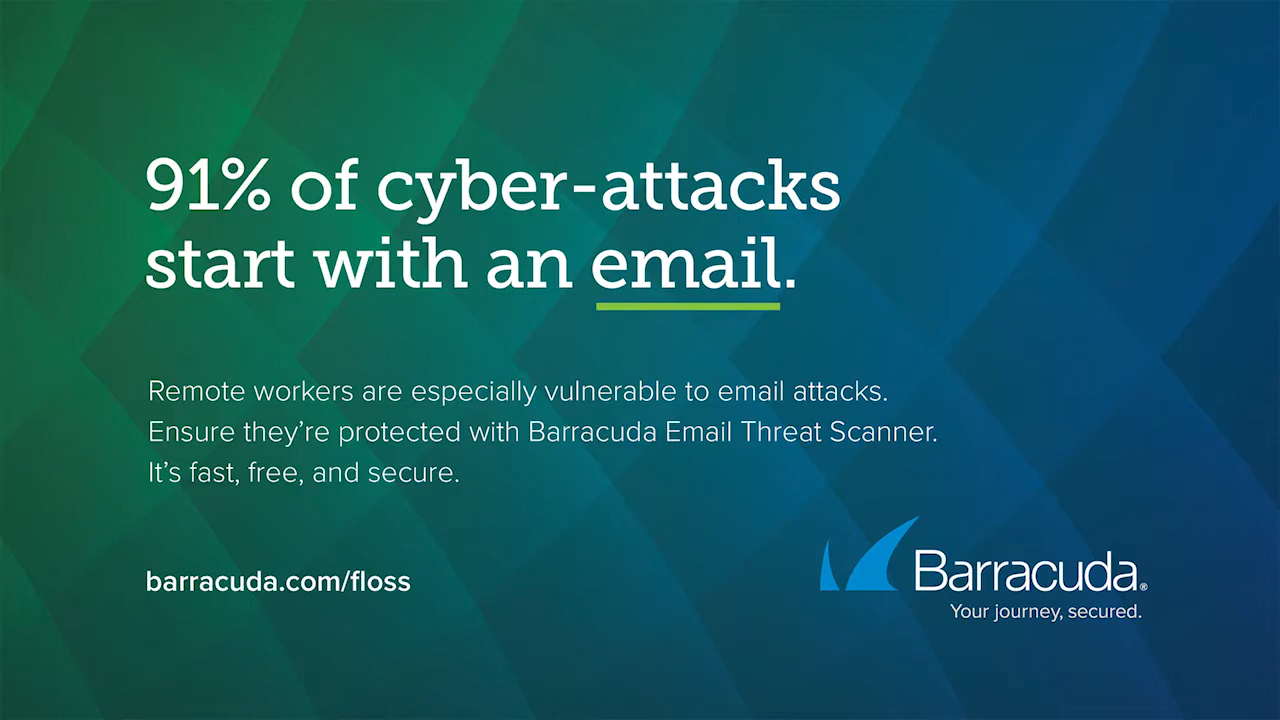 91% of cyber-attacks
start with an email.
Remote workers are especially vulnerable to email attacks.
Ensure they’re protected with Barracuda Email Threat Scanner.
It’s fast, free, and secure.
barracuda.com/floss
Barracuda®
Your journey, secured.